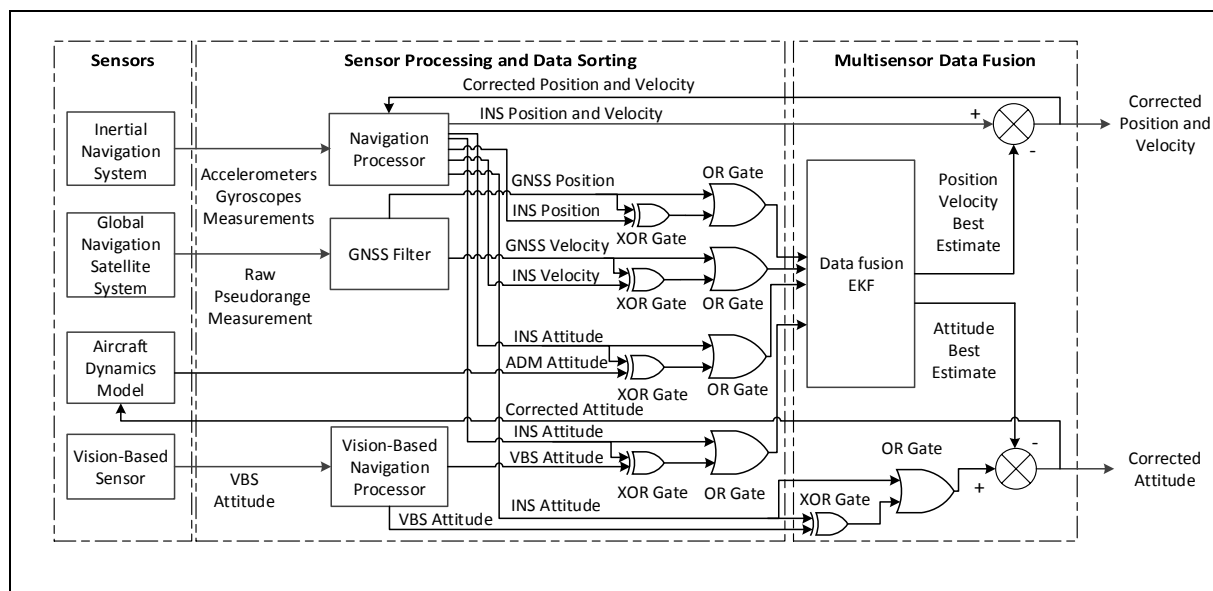 Sensors
Sensor Processing and Data Sorting
Multisensor Data Fusion
Corrected Position and Velocity
INS Position and Velocity
Inertial
Navigation
System
Navigation
Processor
+
-
Corrected
Position and
Velocity
Accelerometers
Gyroscopes
Measurements
GNSS Position
INS Position
OR Gate
XOR Gate
Position
Velocity
Best
Estimate
Global
Navigation
Satellite
System
GNSS Filter
GNSS Velocity
INS Velocity
XOR Gate
OR Gate
Data fusion
EKF
Raw
Pseudorange
Measurement
Aircraft
Dynamics
Model
INS Attitude
ADM Attitude
XOR Gate
OR Gate
Attitude
Best
Estimate
Corrected Attitude
Vision-Based
Sensor
VBS
Attitude
Vision-Based
Navigation
Processor
INS Attitude
VBS Attitude
XOR Gate
OR Gate
OR Gate
-
+
Corrected
Attitude
INS Attitude
VBS Attitude
XOR Gate